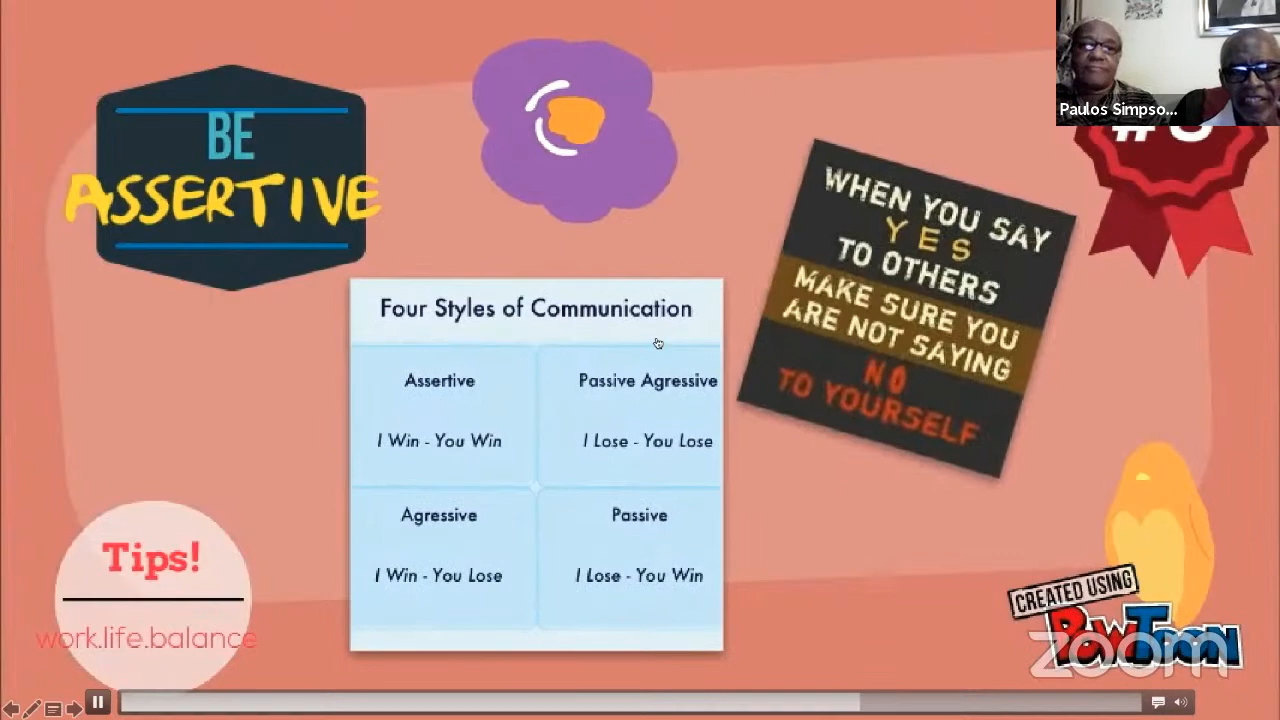 BE
ASSERTIVE
Paulos Simpso...
WHEN YOU SAY
YES
TO OTHERS
MAKE SURE YOU
ARE NOT SAYING
NO
TO YOURSELF
Four Styles of Communication
Assertive
Passive Agressive
I Win - You Win
I Lose - You Lose
Agressive
Passive
I Win - You Lose
I Lose - You Win
Tips!
work.life.balance
CREATED USING
POWTOON
zoom